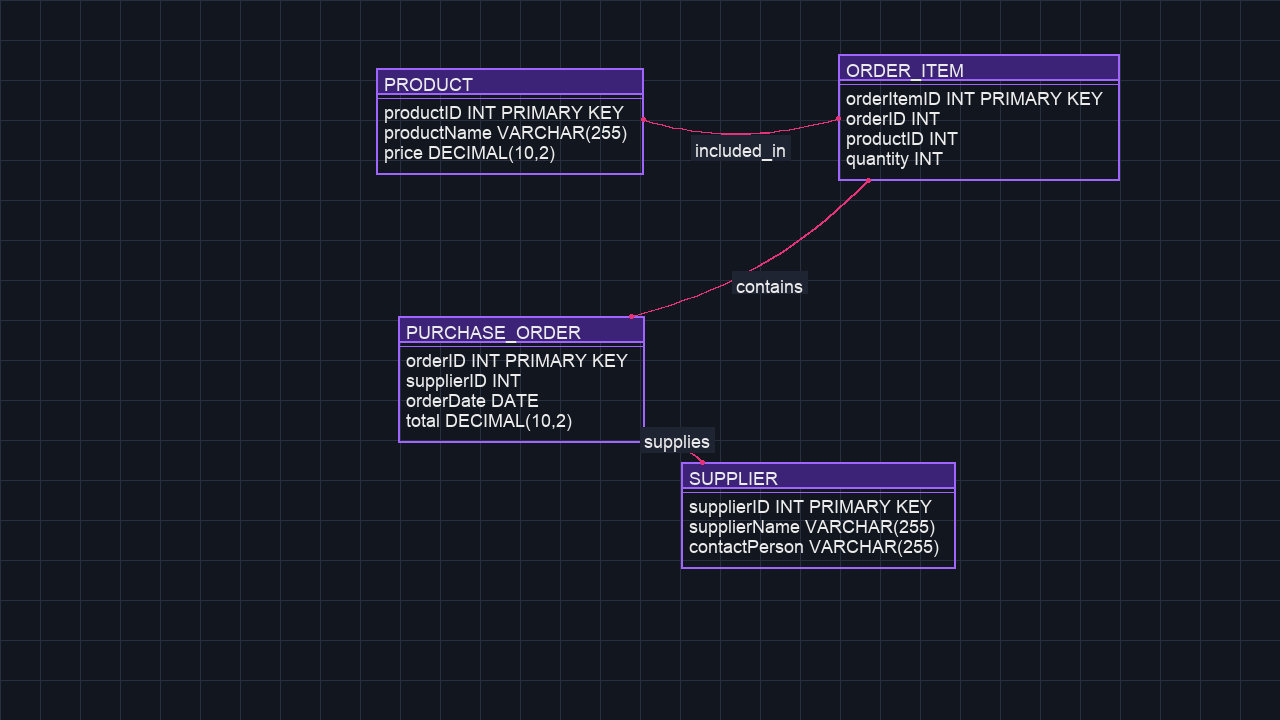 PRODUCT
productID INT PRIMARY KEY
productName VARCHAR(255)
price DECIMAL(10,2)
included_in
ORDER_ITEM
orderItemID INT PRIMARY KEY
orderID INT
productID INT
quantity INT
contains
PURCHASE_ORDER
orderID INT PRIMARY KEY
supplierID INT
orderDate DATE
total DECIMAL(10,2)
supplies
SUPPLIER
supplierID INT PRIMARY KEY
supplierName VARCHAR(255)
contactPerson VARCHAR(255)